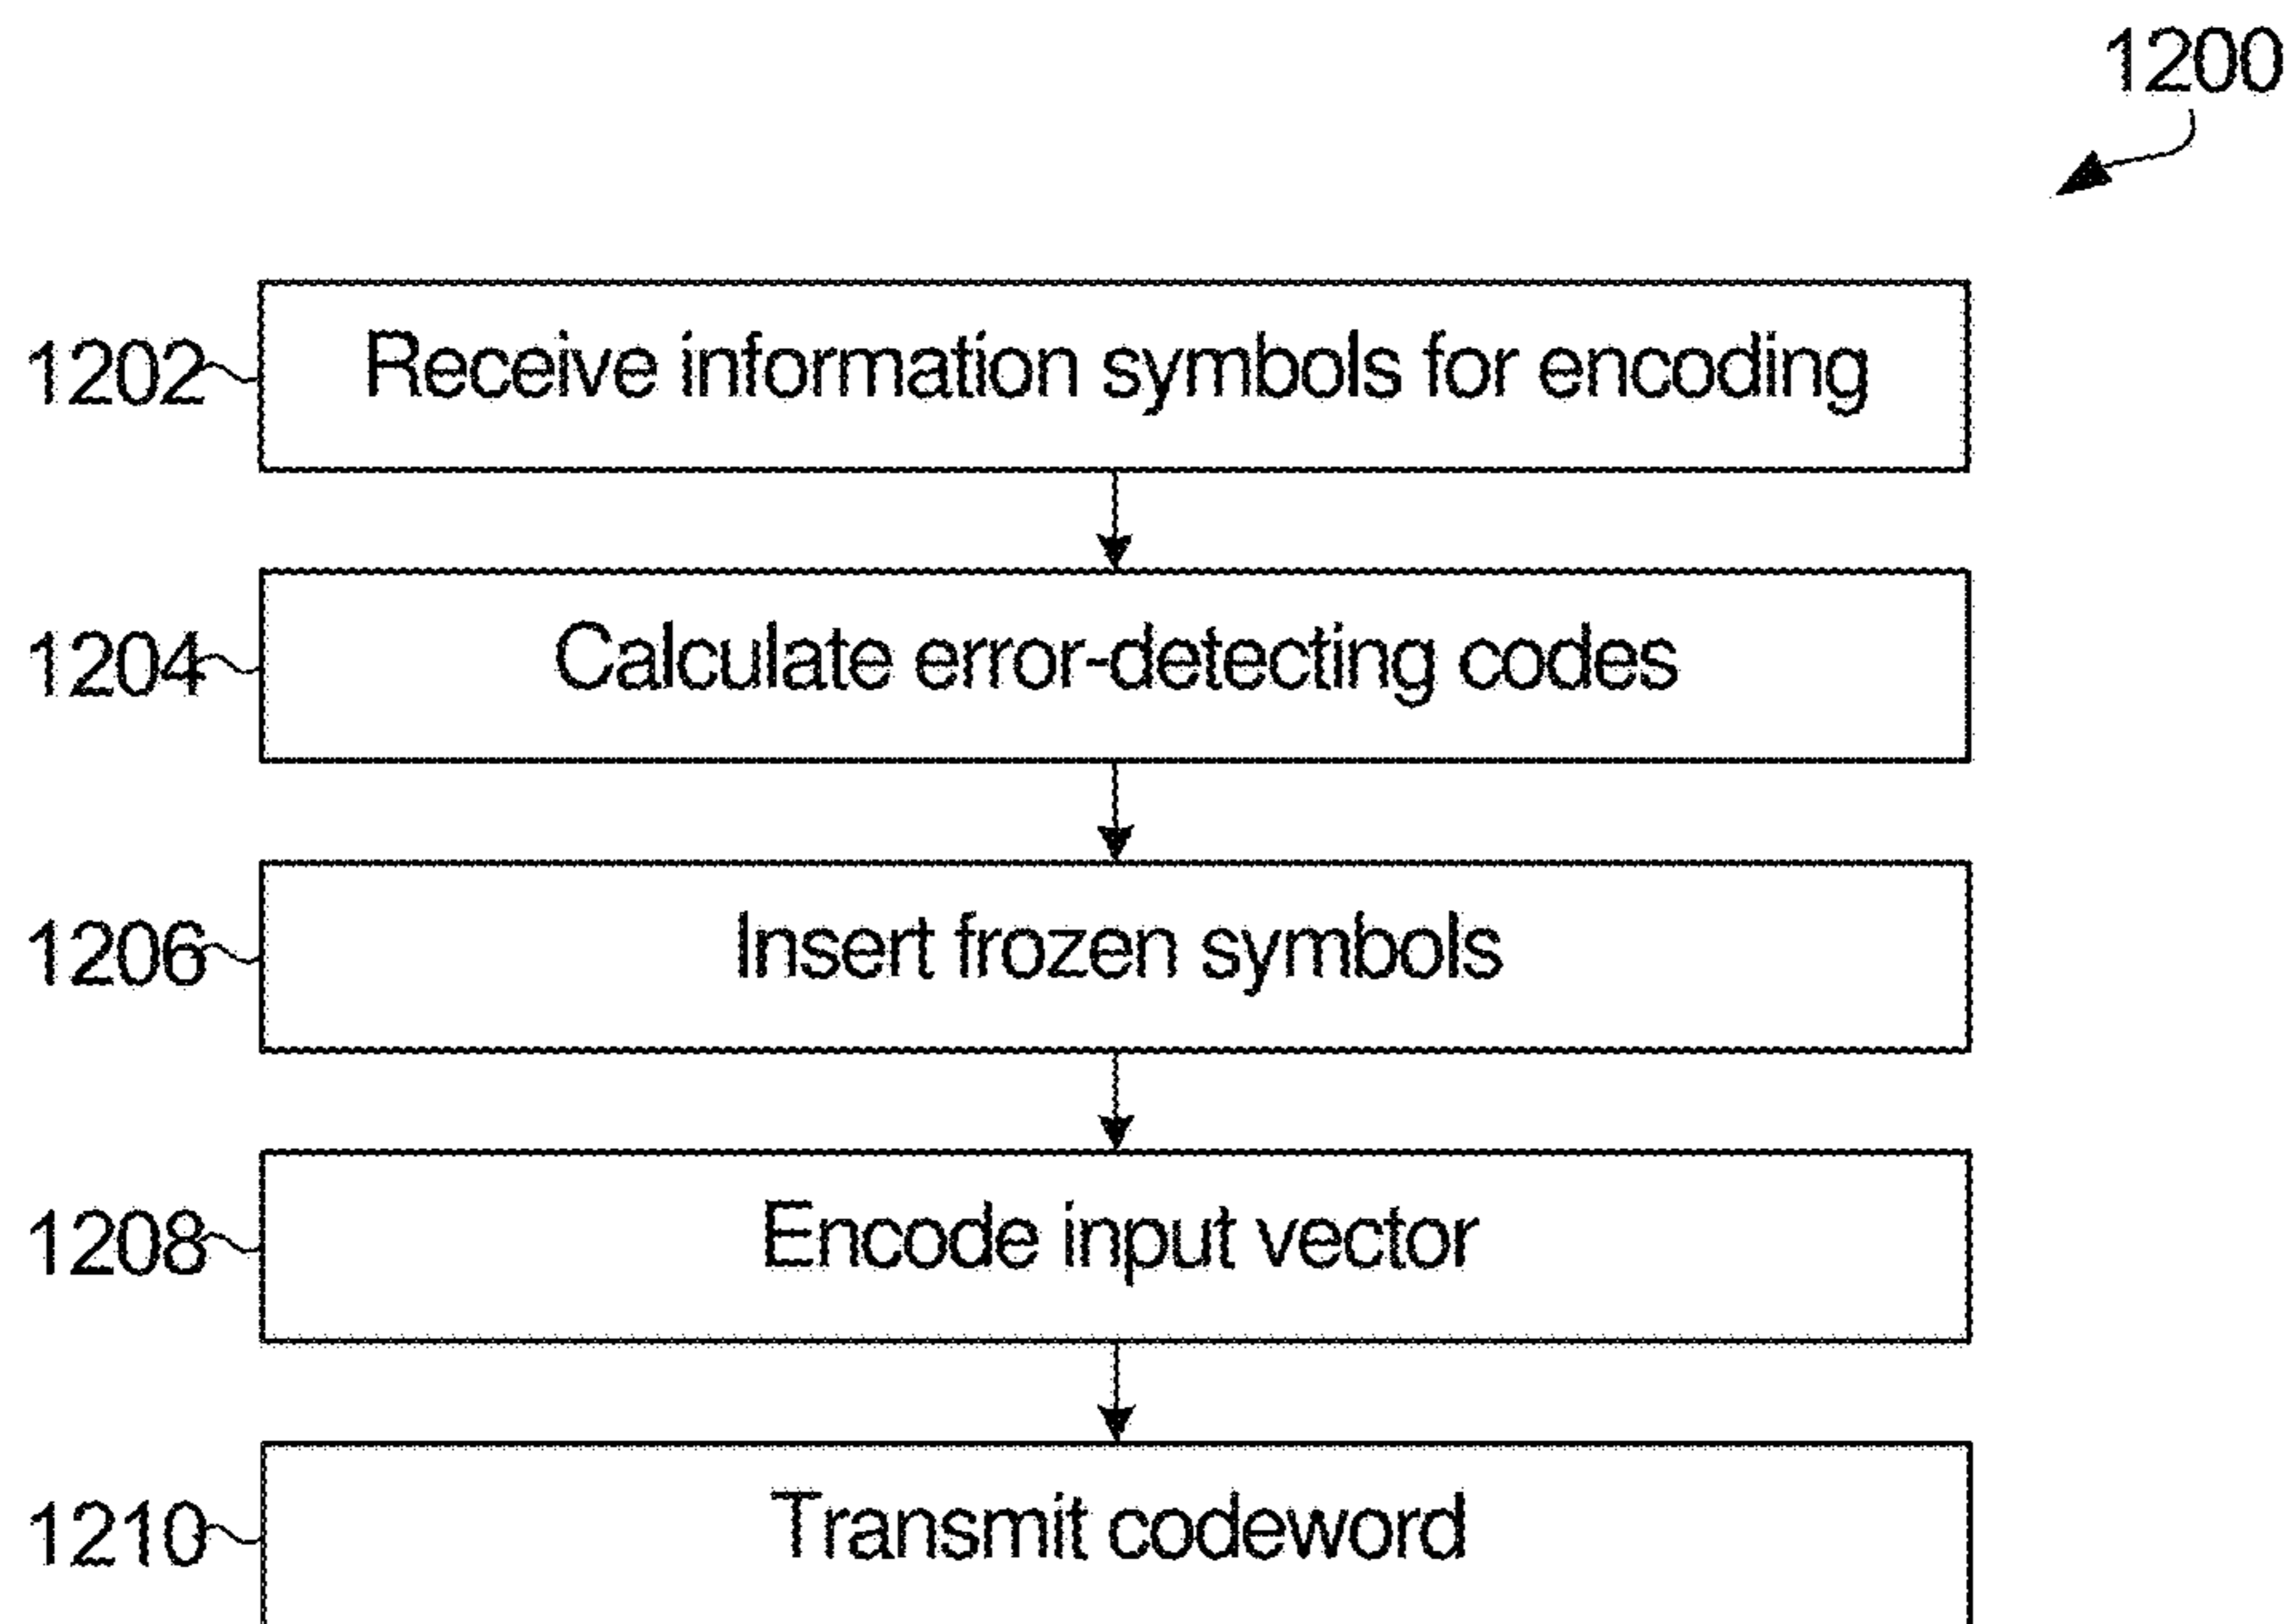 1200
1202 Receive information symbols for encoding
1204 Calculate error-detecting codes
1206 Insert frozen symbols
1208 Encode input vector
1210 Transmit codeword